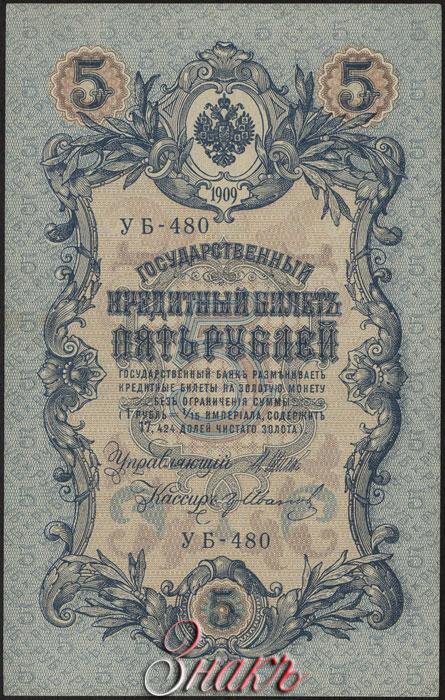 5 5
1909
УБ-480
ГОСУДАРСТВЕННЫЙ
КРЕДИТНЫЙ БИЛЕТЪ
ПЯТЬ РУБЛЕЙ
ГОСУДАРСТВЕННЫЙ БАНКЪ РАЗМѢНИВАЕТЪ
КРЕДИТНЫЕ БИЛЕТЫ НА ЗОЛОТУЮ МОНЕТУ
БЕЗЪ ОГРАНИЧЕНІЯ СУММЫ
(1 РУБЛЬ = 1/15 ИМПЕРІАЛА, СОДЕРЖИТЪ
17,424 ДОЛЕЙ ЧИСТАГО ЗОЛОТА).
Управляющій
Кассиръ
УБ-480
5
Знакъ